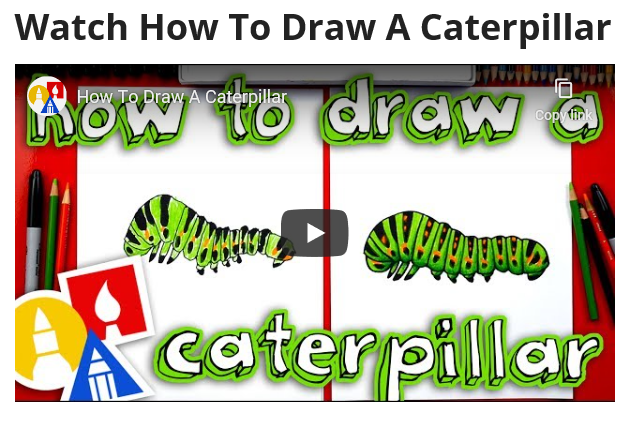 Watch How To Draw A Caterpillar
How To Draw A Caterpillar
Copy link
how to draw a
caterpillar